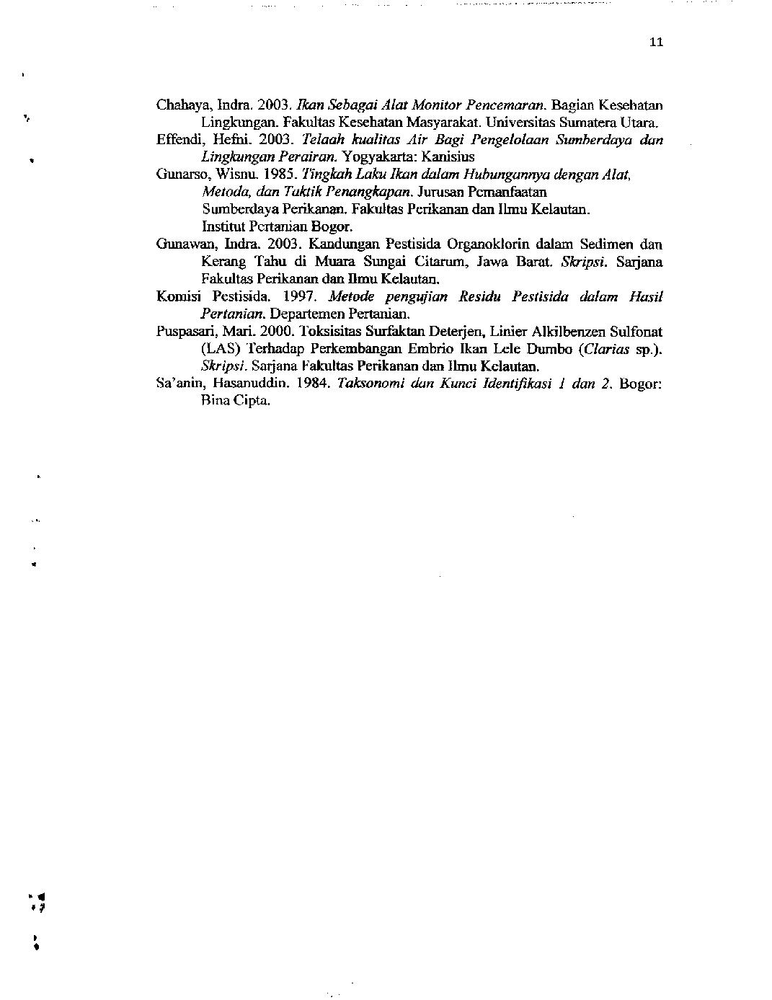 11
Chahaya, Indra. 2003. Ikan Sebagai Alat Monitor Pencemaran. Bagian Kesehatan
Lingkungan. Fakultas Kesehatan Masyarakat. Universitas Sumatera Utara.
Effendi, Hefni. 2003. Telaah kualitas Air Bagi Pengelolaan Sumberdaya dan
Lingkungan Perairan. Yogyakarta: Kanisius
Gunarso, Wisnu. 1985. Tingkah Laku Ikan dalam Hubungannya dengan Alat,
Metoda, dan Taktik Penangkapan. Jurusan Pemanfaatan
Sumberdaya Perikanan. Fakultas Perikanan dan Ilmu Kelautan.
Institut Pertanian Bogor.
Gunawan, Indra. 2003. Kandungan Pestisida Organoklorin dalam Sedimen dan
Kerang Tahu di Muara Sungai Citarum, Jawa Barat. Skripsi. Sarjana
Fakultas Perikanan dan Ilmu Kelautan.
Komisi Pestisida. 1997. Metode pengujian Residu Pestisida dalam Hasil
Pertanian. Departemen Pertanian.
Puspasari, Mari. 2000. Toksisitas Surfaktan Deterjen, Linier Alkilbenzen Sulfonat
(LAS) Terhadap Perkembangan Embrio Ikan Lele Dumbo (Clarias sp.).
Skripsi. Sarjana Fakultas Perikanan dan Ilmu Kelautan.
Sa'anin, Hasanuddin. 1984. Taksonomi dan Kunci Identifikasi 1 dan 2. Bogor:
Bina Cipta.